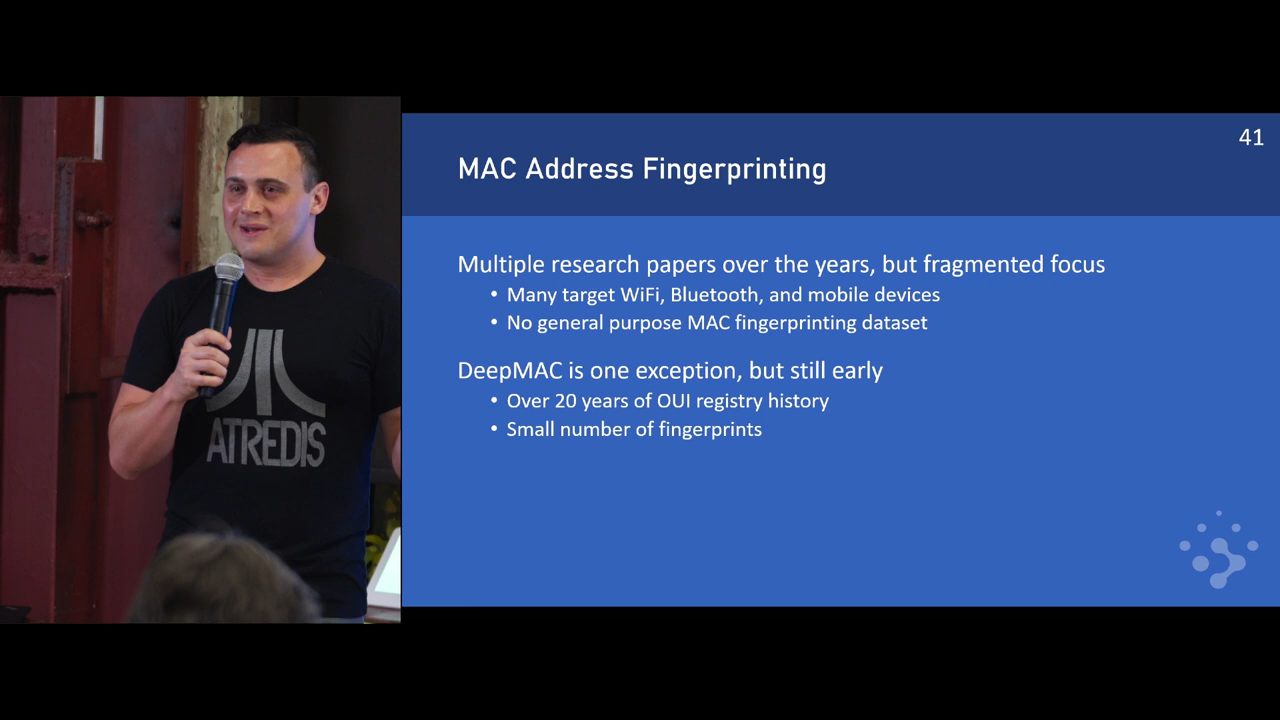 ATREDIS
41
MAC Address Fingerprinting
Multiple research papers over the years, but fragmented focus
• Many target WiFi, Bluetooth, and mobile devices
• No general purpose MAC fingerprinting dataset
DeepMAC is one exception, but still early
• Over 20 years of OUI registry history
• Small number of fingerprints